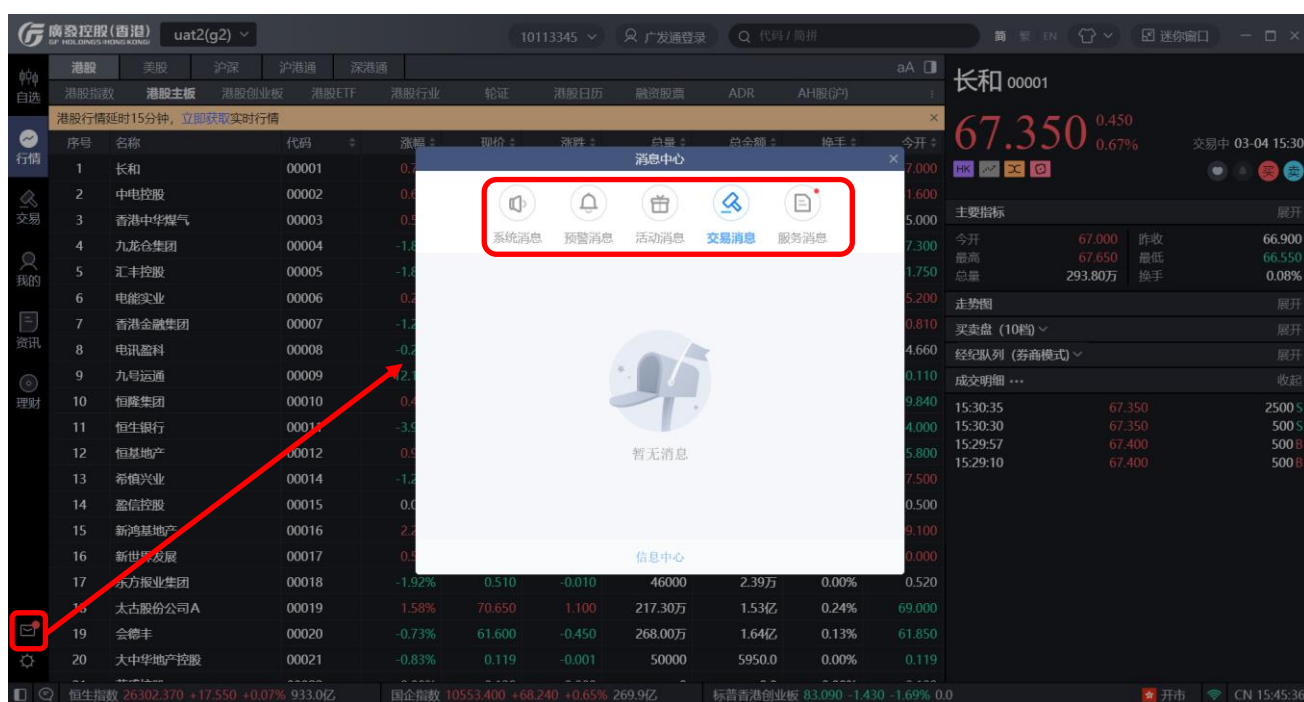 廣發控股(香港) uat2(g2) 10113345 广发通登录 代码 / 简拼 简 繁 EN 迷你窗口
GF HOLDINGS (HONG KONG)
自选
行情
交易
我的
资讯
理财
港股 美股 沪深 沪港通 深港通 aA
港股指数 港股主板 港股创业板 港股ETF 港股行业 轮证 港股日历 融资股票 ADR AH股(沪)
港股行情延时15分钟，立即获取实时行情
序号 名称 代码 涨幅 现价 涨跌 总量 总金额 换手 今开
1 长和 00001
2 中电控股 00002
3 香港中华煤气 00003 5.000
4 九龙仓集团 00004 7.300
5 汇丰控股 00005 1.750
6 电能实业 00006 5.200
7 香港金融集团 00007 0.810
8 电讯盈科 00008 4.660
9 九号运通 00009 0.110
10 恒隆集团 00010 9.840
11 恒生银行 4.000
12 恒基地产 00012 5.800
13 希慎兴业 00014 7.500
14 盈信控股 00015 0.500
15 新鸿基地产 00016 9.100
16 新世界发展 00017 0.000
17 东方报业集团 00018 -1.92% 0.510 -0.010 46000 2.39万 0.00% 0.520
18 太古股份公司A 00019 1.58% 70.650 1.100 217.30万 1.53亿 0.24% 69.000
19 会德丰 00020 -0.73% 61.600 -0.450 268.00万 1.64亿 0.13% 61.850
20 大中华地产控股 00021 -0.83% 0.119 -0.001 50000 5950.0 0.00% 0.119
消息中心
系统消息 预警消息 活动消息 交易消息 服务消息
暂无消息
信息中心
长和 00001
67.350 0.450
0.67% 交易中 03-04 15:30
HK 买 卖
主要指标 展开
今开 67.000 昨收 66.900
最高 67.650 最低 66.550
总量 293.80万 换手 0.08%
走势图 展开
买卖盘 (10档) 展开
经纪队列 (券商模式) 展开
成交明细 收起
15:30:35 67.350 2500 S
15:30:30 67.350 500 S
15:29:57 67.400 500 B
15:29:10 67.400 500 B
恒生指数 26302.370 +17.550 +0.07% 933.0亿 国企指数 10553.400 +68.240 +0.65% 269.9亿 标普香港创业板 83.090 -1.430 -1.69% 0.0 开市 CN 15:45:36